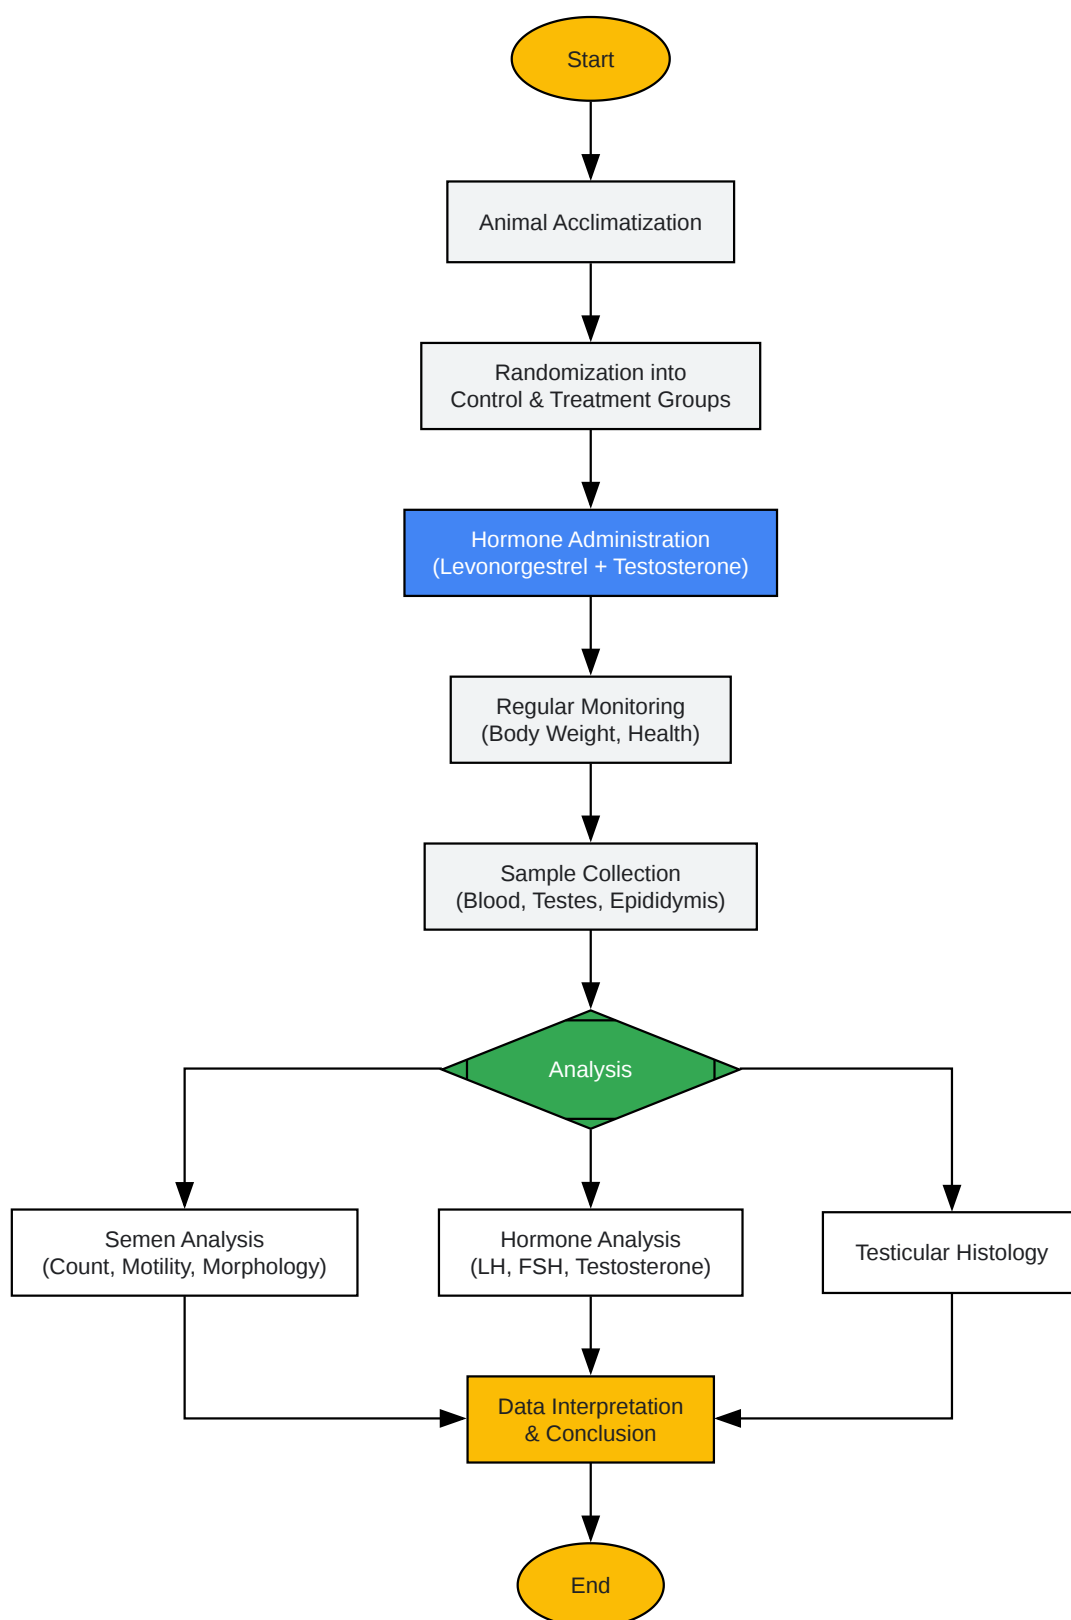 Start
Animal Acclimatization
Randomization into
Control & Treatment Groups
Hormone Administration
(Levonorgestrel + Testosterone)
Regular Monitoring
(Body Weight, Health)
Sample Collection
(Blood, Testes, Epididymis)
Analysis
Semen Analysis
(Count, Motility, Morphology)
Hormone Analysis
(LH, FSH, Testosterone)
Testicular Histology
Data Interpretation
& Conclusion
End